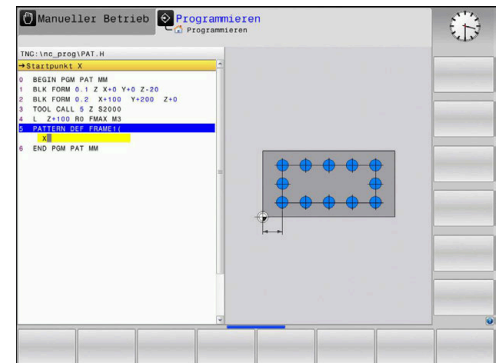 Manueller Betrieb
Programmieren
Programmieren
TNC:\nc_prog\PAT.H
→Startpunkt X
0 BEGIN PGM PAT MM
1 BLK FORM 0.1 Z X+0 Y+0 Z-20
2 BLK FORM 0.2 X+100 Y+200 Z+0
3 TOOL CALL 5 Z S2000
4 L Z+100 R0 FMAX M3
5 PATTERN DEF FRAME1(
X
6 END PGM PAT MM